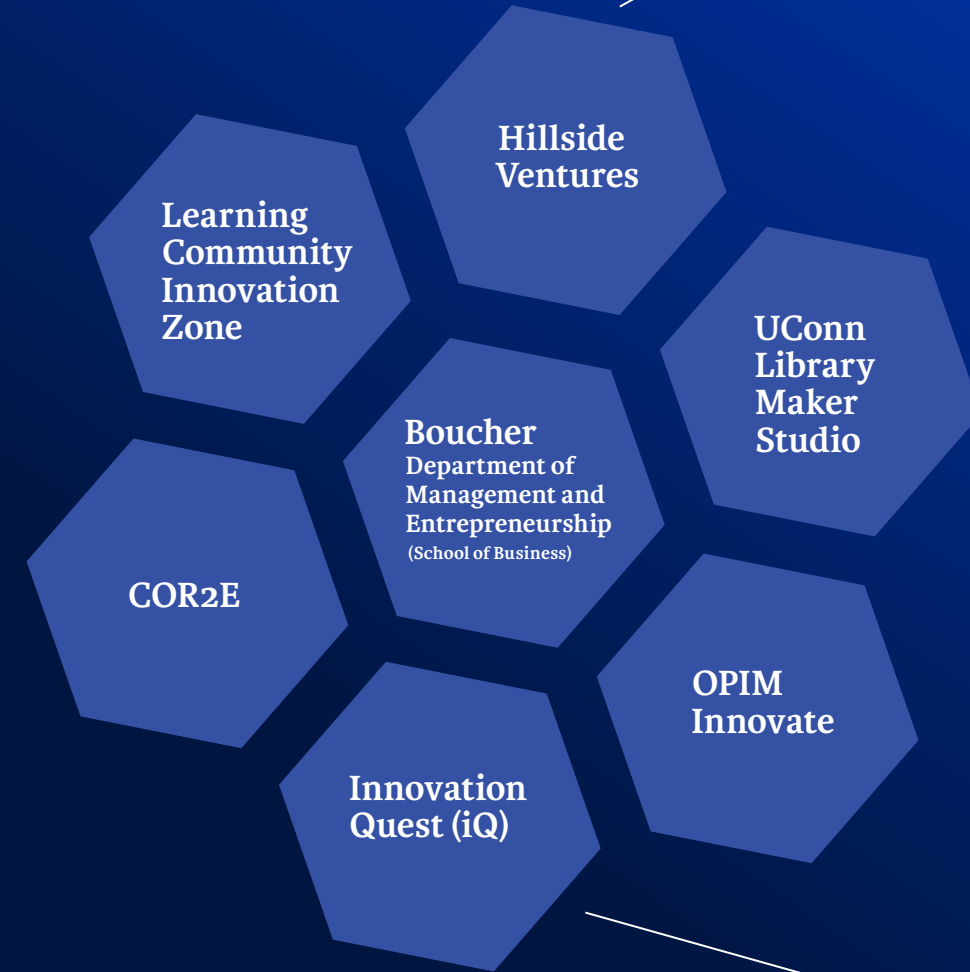 Hillside
Ventures
Learning
Community
Innovation
Zone
UConn
Library
Maker
Studio
Boucher
Department of
Management and
Entrepreneurship
(School of Business)
COR2E
OPIM
Innovate
Innovation
Quest (iQ)